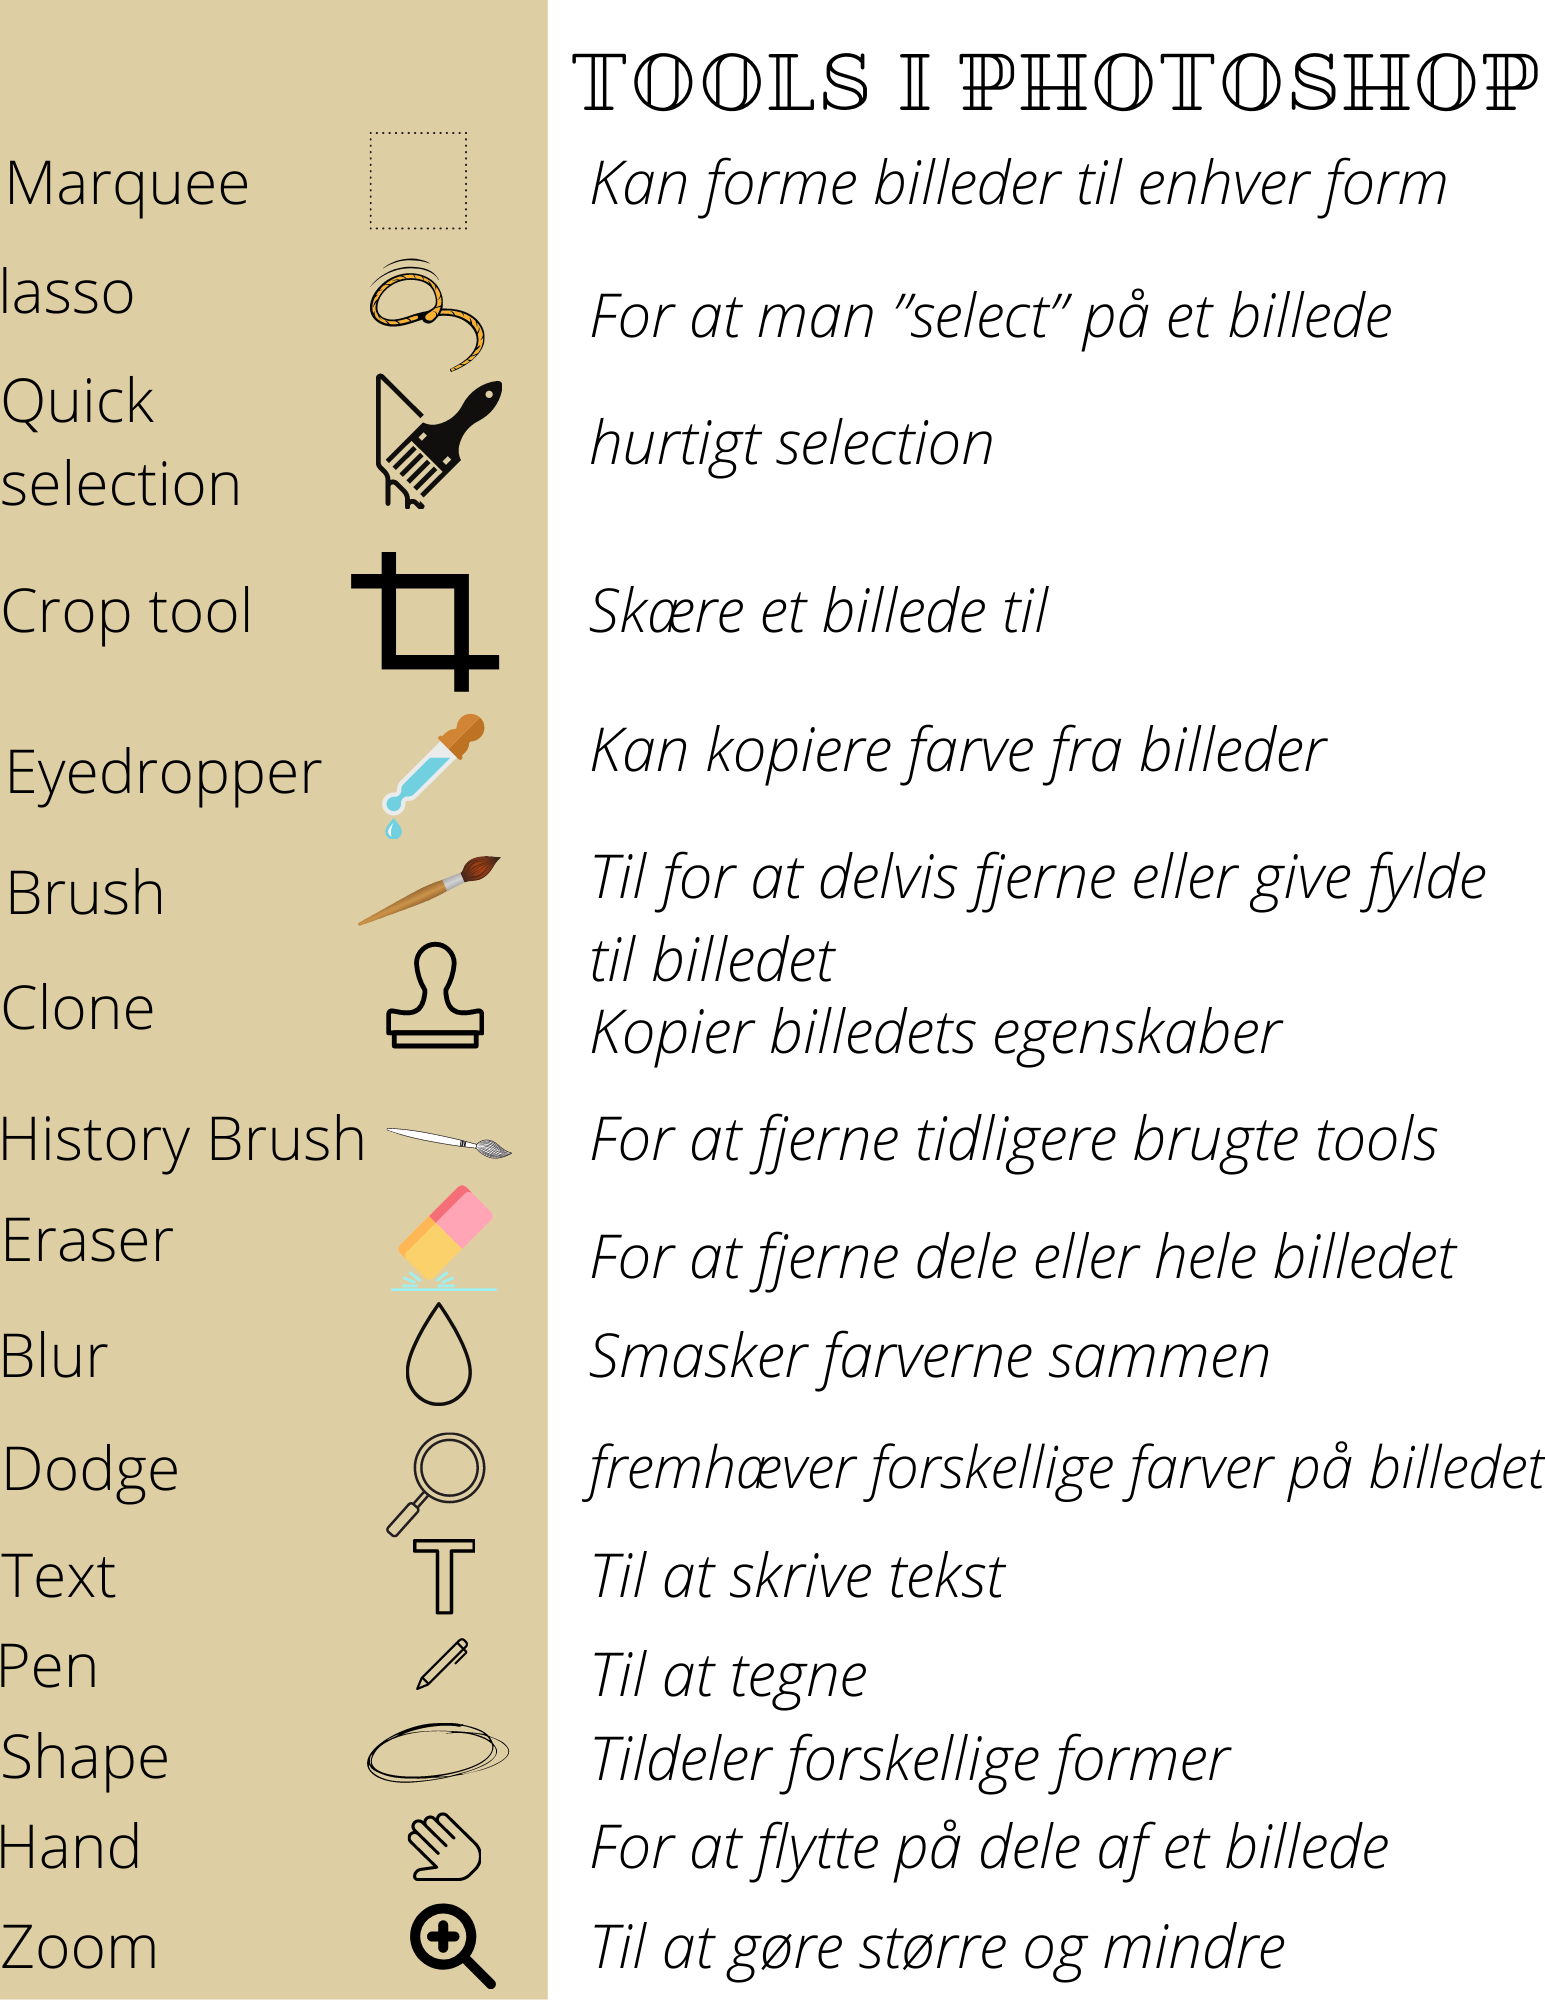 TOOLS I PHOTOSHOP
Marquee
Kan forme billeder til enhver form
lasso
For at man ”select” på et billede
Quick
selection
hurtigt selection
Crop tool
Skære et billede til
Eyedropper
Kan kopiere farve fra billeder
Brush
Til for at delvis fjerne eller give fylde
til billedet
Clone
Kopier billedets egenskaber
History Brush
For at fjerne tidligere brugte tools
Eraser
For at fjerne dele eller hele billedet
Blur
Smasker farverne sammen
Dodge
fremhæver forskellige farver på billedet
Text
Til at skrive tekst
Pen
Til at tegne
Shape
Tildeler forskellige former
Hand
For at flytte på dele af et billede
Zoom
Til at gøre større og mindre